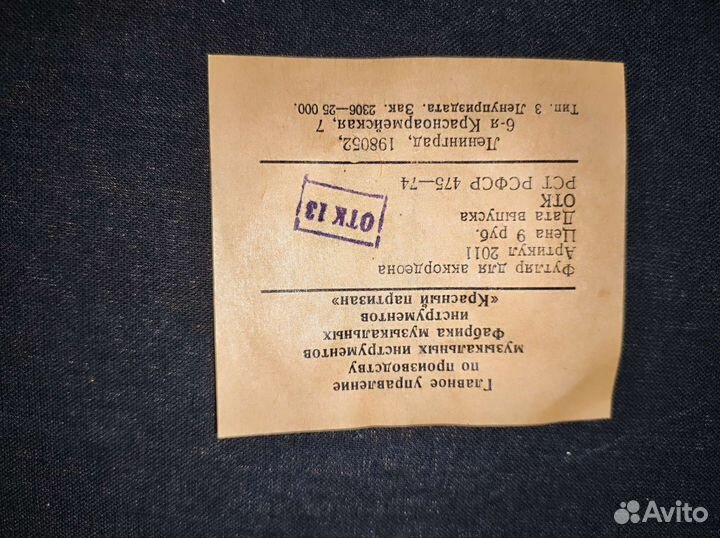 Главное управление
по производству
музыкальных инструментов
Фабрика музыкальных
инструментов
«Красный партизан»
Футляр для аккордеона
Артикул 2011
Цена 9 руб.
Дата выпуска
ОТК
РСТ РСФСР 475—74
ОТК 13
Ленинград, 198052,
6-я Красноармейская, 7
Тип. 3 Ленуприздата. Зак. 2306—25 000.
Avito